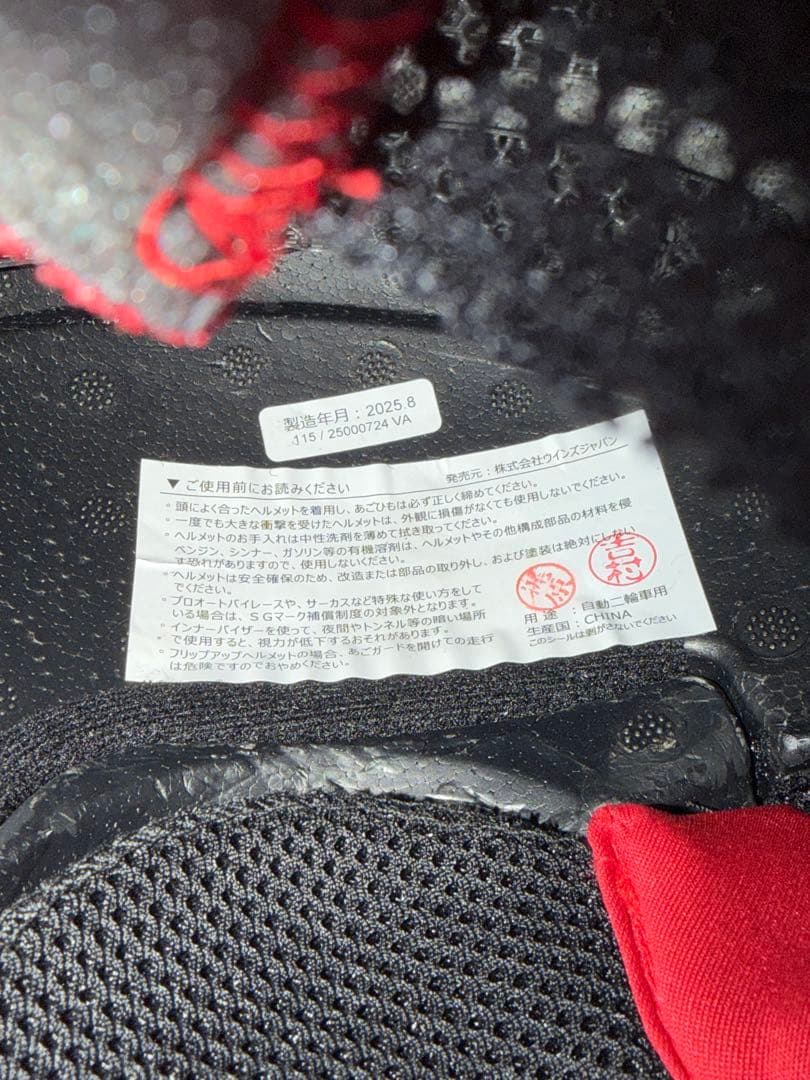 製造年月：2025.8
115 / 25000724 VA
▼ご使用前にお読みください
発売元：株式会社ウインズジャパン
◦頭によく合ったヘルメットを着用し、あごひもは必ず正しく締めてください。
◦一度でも大きな衝撃を受けたヘルメットは、外観に損傷がなくても使用しないでください。
◦ヘルメットのお手入れは中性洗剤を薄めて拭き取ってください。
ベンジン、シンナー、ガソリン等の有機溶剤は、ヘルメットやその他構成部品の材料を侵
す恐れがありますので、使用しないください。
◦ヘルメットは安全確保のため、改造または部品の取り外し、および塗装は絶対にしない
でください。
◦プロオートバイレースや、サーカスなど特殊な使い方をして
いる場合は、ＳＧマーク補償制度の対象外となります。
◦インナーバイザーを使って、夜間やトンネル等の暗い場所
で使用すると、視力が低下するおそれがあります。
◦フリップアップヘルメットの場合、あごガードを開けての走行
は危険ですのでおやめください。
吉村
用 途：自動二輪車用
生産国：CHINA
このシールは剥がさないでください